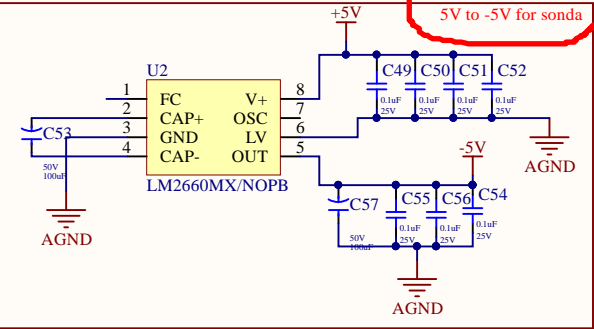 5V to -5V for sonda
+5V
U2
1 FC V+ 8
2 CAP+ OSC 7
3 GND LV 6
4 CAP- OUT 5
LM2660MX/NOPB
C53
50V
100uF
AGND
C49 C50 C51 C52
0.1uF 0.1uF 0.1uF 0.1uF
25V 25V 25V 25V
AGND
-5V
C57 C55 C56 C54
50V
100uF
0.1uF 0.1uF 0.1uF
25V 25V 25V
AGND